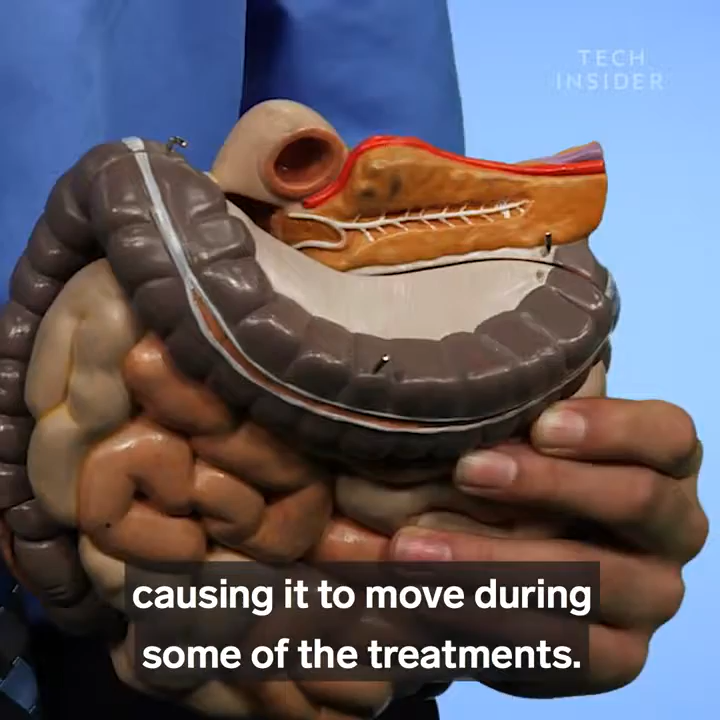 TECH
INSIDER
causing it to move during
some of the treatments.